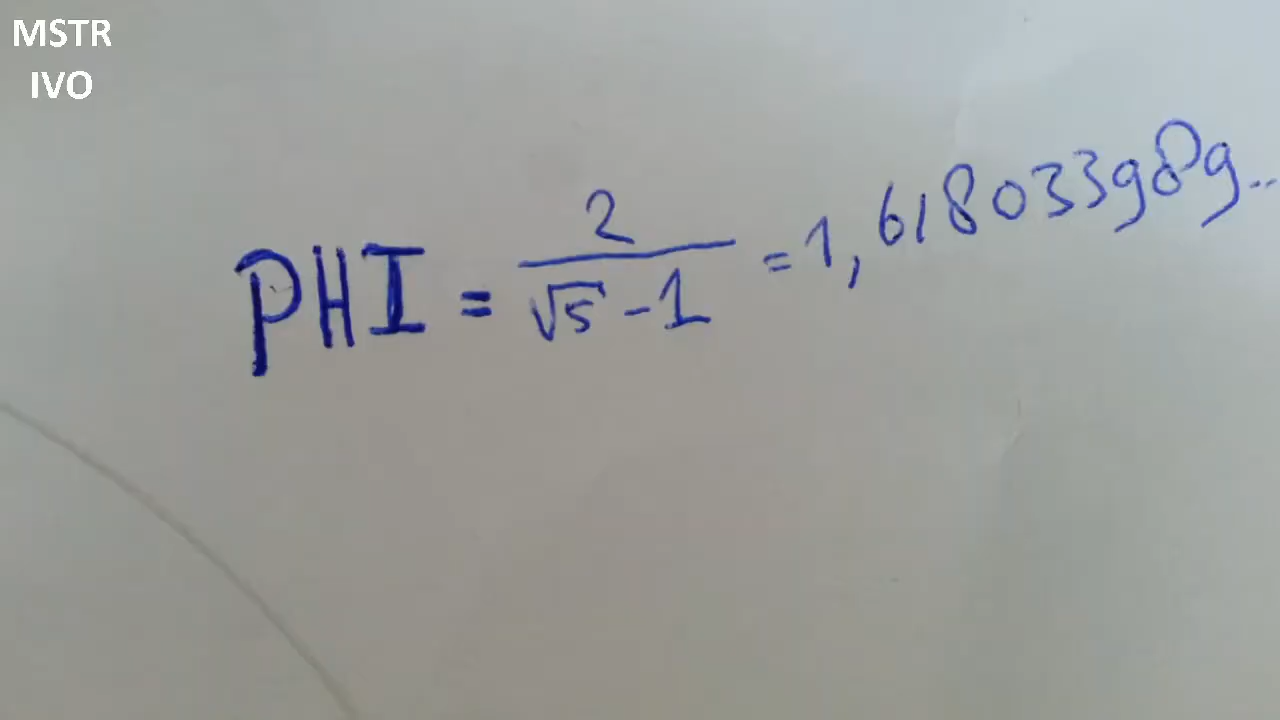 MSTR
IVO
PHI = 2/(√5-1) = 1,618033989..